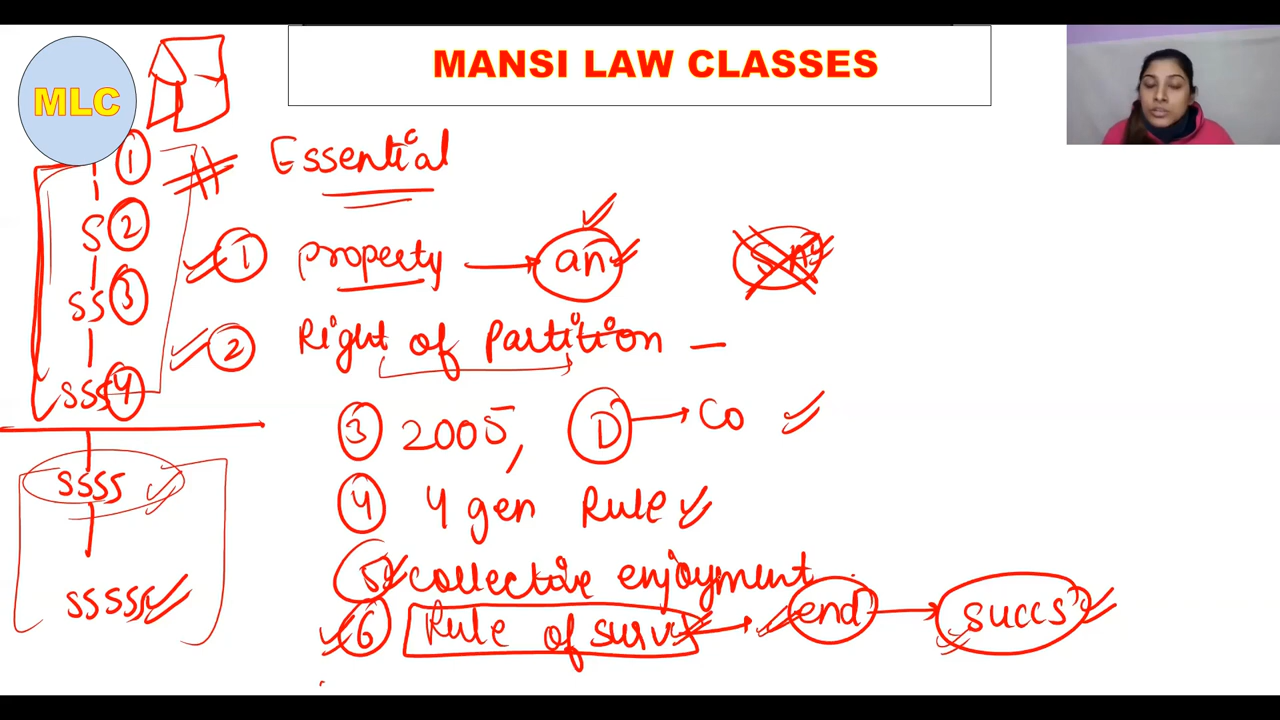 MANSI LAW CLASSES
MLC
1
S 2
SS 3
SSS 4
SSSS
SSSSS
Essential
1 property → an
2 Right of Partition —
3 2005, D → Co
4 4 gen Rule
5 collective enjoyment
6 Rule of surv → end → succsn